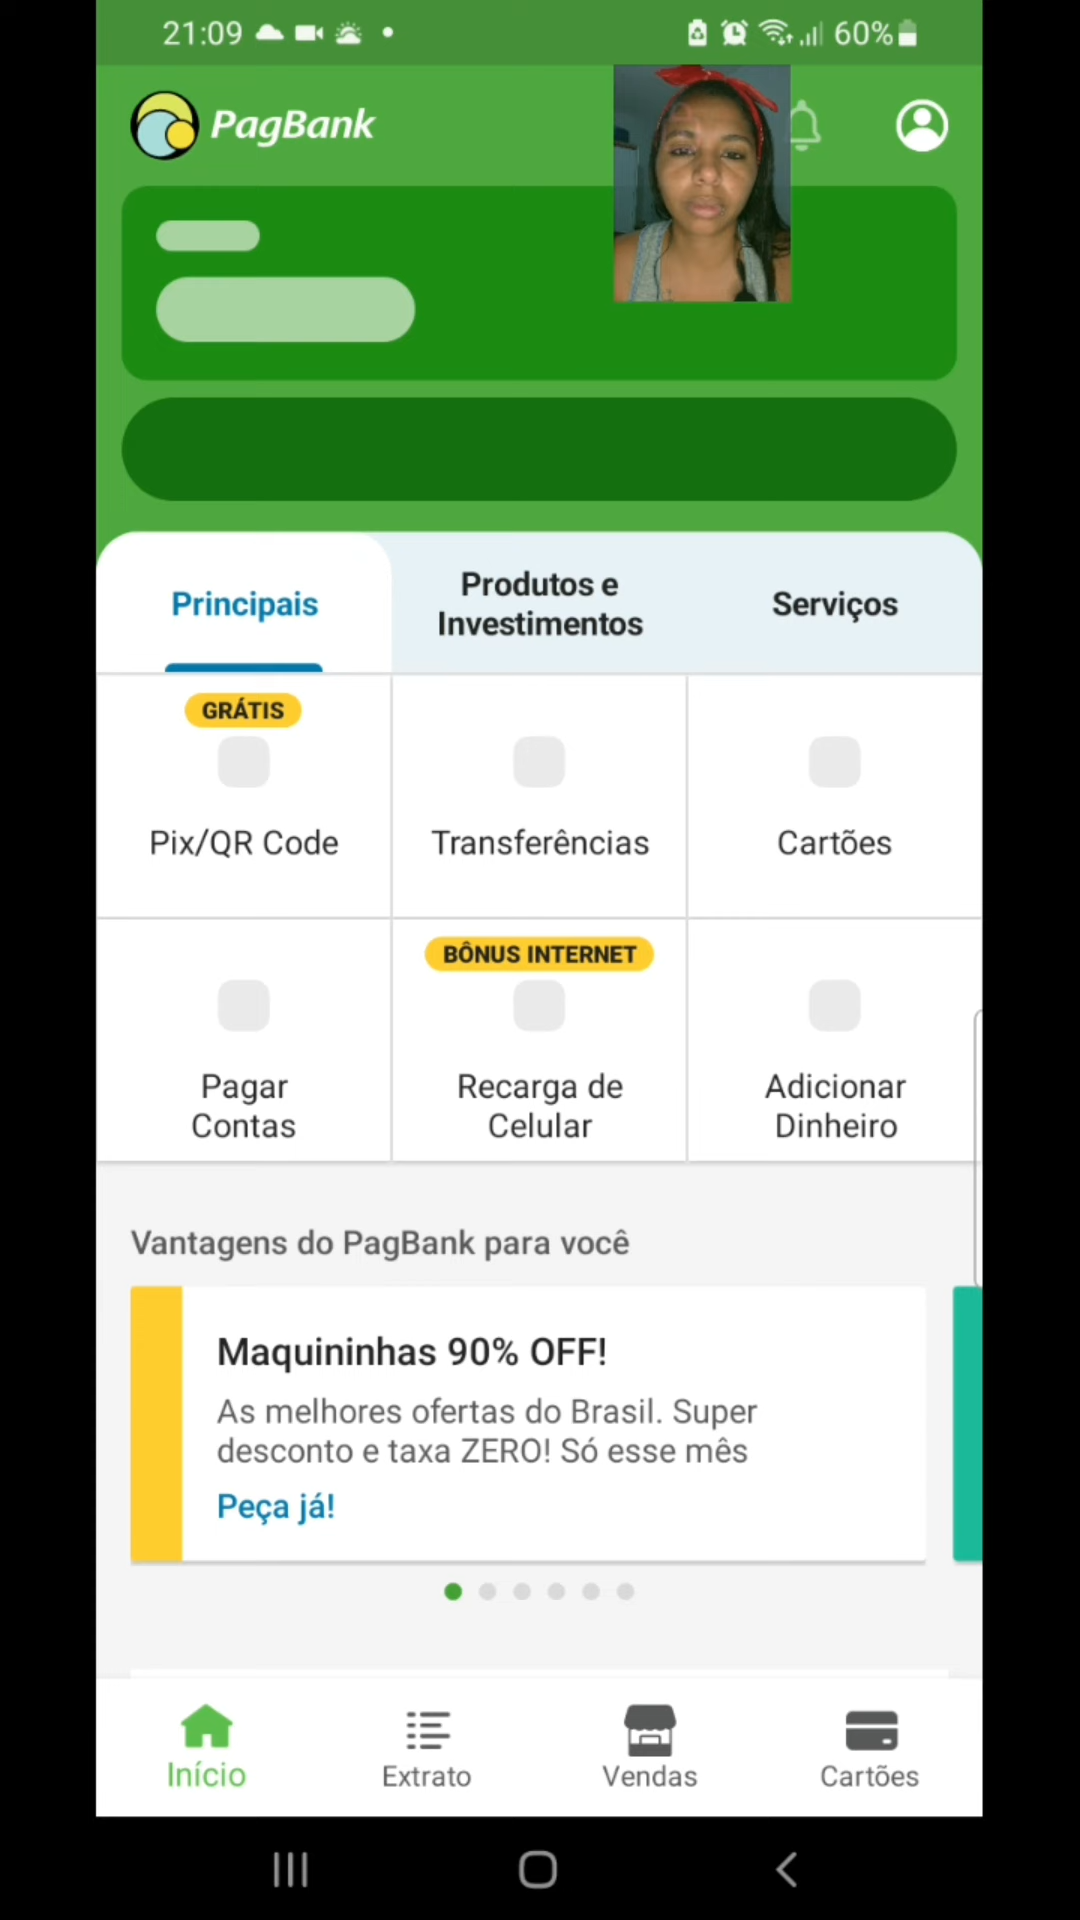 21:09
60%
PagBank
Principais
Produtos e
Investimentos
Serviços
GRÁTIS
Pix/QR Code
Transferências
Cartões
BÔNUS INTERNET
Pagar
Contas
Recarga de
Celular
Adicionar
Dinheiro
Vantagens do PagBank para você
Maquininhas 90% OFF!
As melhores ofertas do Brasil. Super
desconto e taxa ZERO! Só esse mês
Peça já!
Início
Extrato
Vendas
Cartões